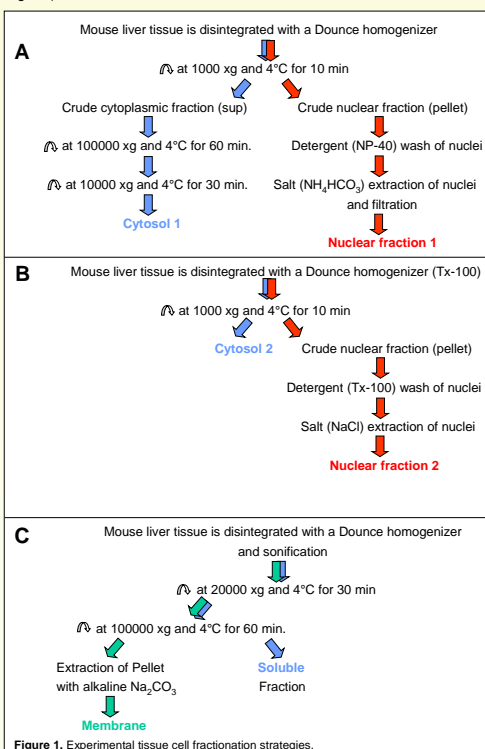 Mouse liver tissue is disintegrated with a Dounce homogenizer
A
at 1000 xg and 4°C for 10 min
Crude cytoplasmic fraction (sup)
Crude nuclear fraction (pellet)
at 100000 xg and 4°C for 60 min.
Detergent (NP-40) wash of nuclei
at 10000 xg and 4°C for 30 min.
Salt (NH₄HCO₃) extraction of nuclei
and filtration
Cytosol 1
Nuclear fraction 1
B
Mouse liver tissue is disintegrated with a Dounce homogenizer (Tx-100)
at 1000 xg and 4°C for 10 min
Cytosol 2
Crude nuclear fraction (pellet)
Detergent (Tx-100) wash of nuclei
Salt (NaCl) extraction of nuclei
Nuclear fraction 2
C
Mouse liver tissue is disintegrated with a Dounce homogenizer
and sonification
at 20000 xg and 4°C for 30 min
at 100000 xg and 4°C for 60 min.
Extraction of Pellet
with alkaline Na₂CO₃
Soluble
Fraction
Membrane
Figure 1. Experimental tissue cell fractionation strategies.